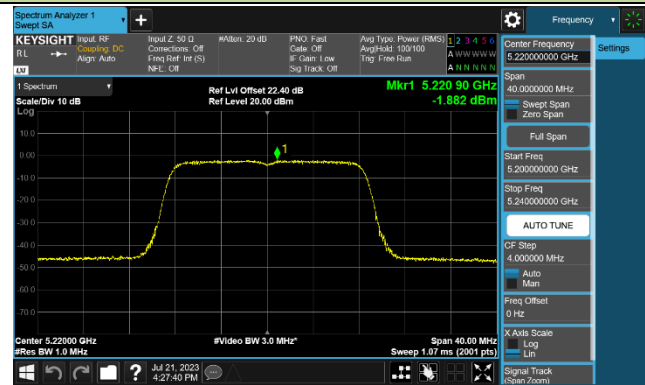 Spectrum Analyzer 1
Swept SA
Frequency
KEYSIGHT
RL
LXI
Input: RF
Coupling: DC
Align: Auto
Input Z: 50 Ω
Corrections: Off
Freq Ref: Int (S)
NFE: Off
#Atten: 20 dB
PNO: Fast
Gate: Off
IF Gain: Low
Sig Track: Off
Avg Type: Power (RMS)
Avg|Hold: 100/100
Trig: Free Run
1 2 3 4 5 6
A W W W W W
A N N N N N
1 Spectrum
Scale/Div 10 dB
Log
Ref Lvl Offset 22.40 dB
Ref Level 20.00 dBm
Mkr1 5.220 90 GHz
-1.882 dBm
1
10.0
0.00
-10.0
-20.0
-30.0
-40.0
-50.0
-60.0
-70.0
Center 5.22000 GHz
#Res BW 1.0 MHz
#Video BW 3.0 MHz*
Span 40.00 MHz
Sweep 1.07 ms (2001 pts)
Jul 21, 2023
4:27:40 PM
Center Frequency
5.220000000 GHz
Settings
Span
40.0000000 MHz
Swept Span
Zero Span
Full Span
Start Freq
5.200000000 GHz
Stop Freq
5.240000000 GHz
AUTO TUNE
CF Step
4.000000 MHz
Auto
Man
Freq Offset
0 Hz
X Axis Scale
Log
Lin
Signal Track
(Span Zoom)